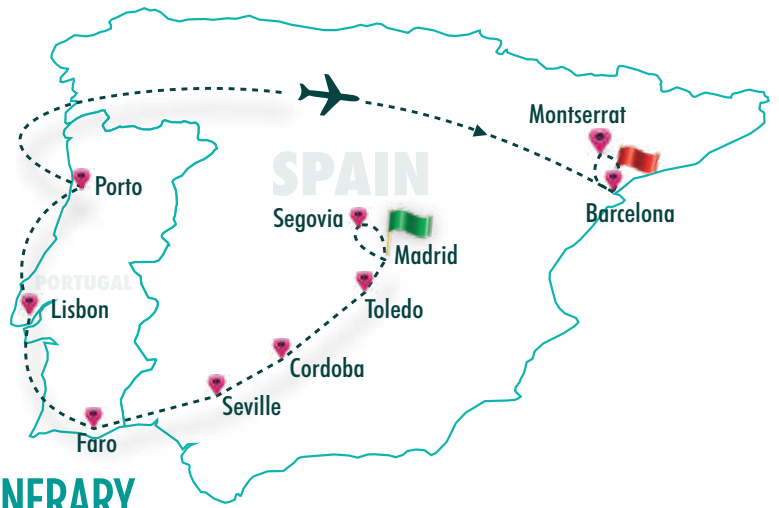 Montserrat
Porto
SPAIN
Barcelona
Segovia
Madrid
PORTUGAL
Lisbon
Toledo
Cordoba
Seville
Faro
NERARY